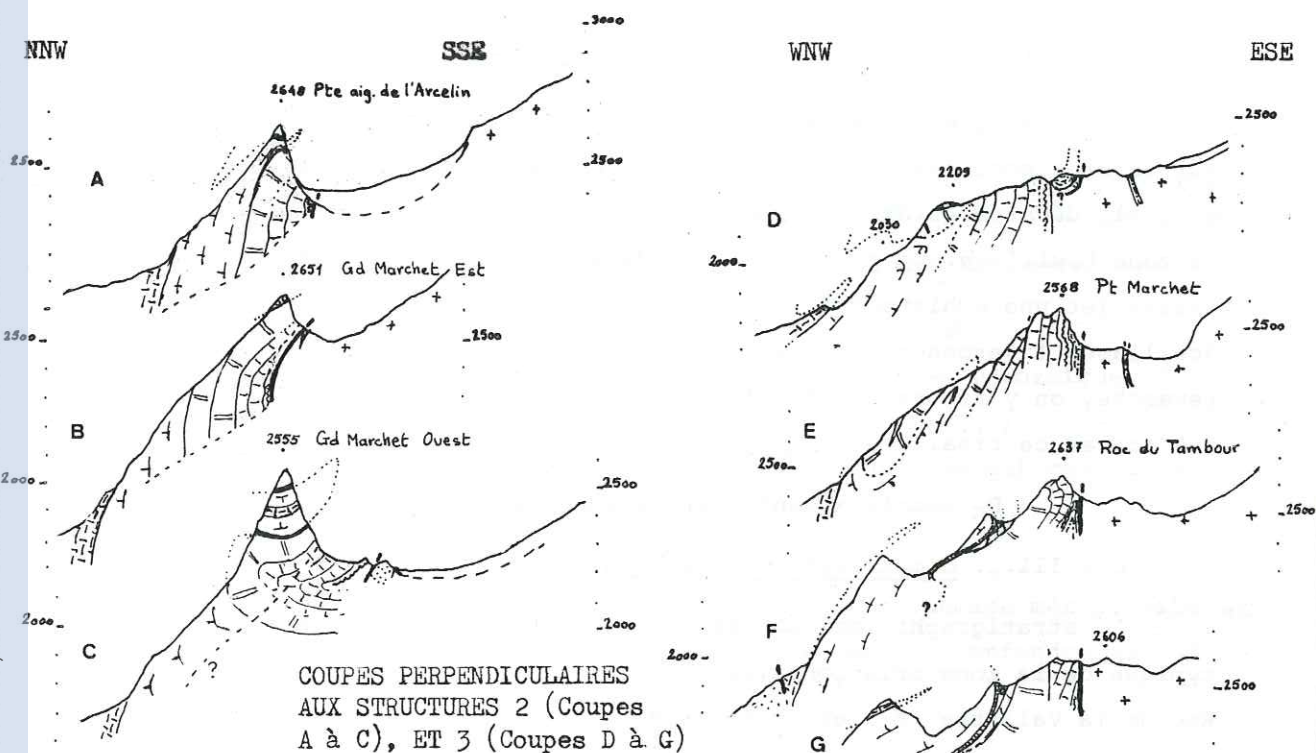 NNW SSE
3000
2648 Pte aig. de l'Arcelin
2500 2500
A
2651 Gd Marchet Est
2500 2500
B
2555 Gd Marchet Ouest
2000 2500
2000 2000
C ?
COUPES PERPENDICULAIRES
AUX STRUCTURES 2 (Coupes
A à C), ET 3 (Coupes D à G)
WNW ESE
2500
2209
D 2030
2000 ? ?
2568 Pt Marchet
2500
E
2500
2637 Roc du Tambour
2500
F ?
2606
2000
2500
G